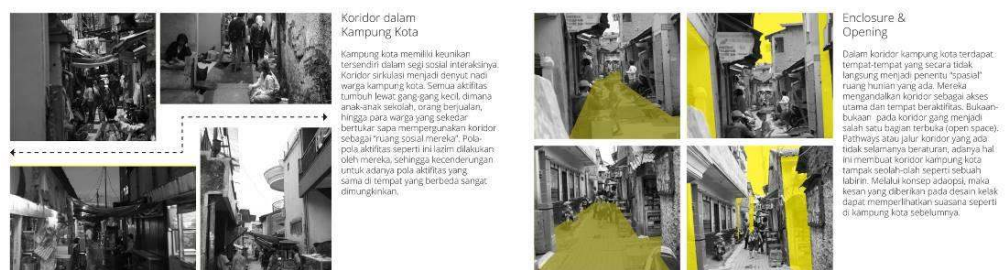 Koridor dalam
Kampung Kota
Kampung kota memiliki keunikan
tersendiri dalam segi sosial interaksinya.
Koridor sirkulasi menjadi denyut nadi
warga kampung kota. Semua aktifitas
tumbuh lewat gang-gang kecil, dimana
anak-anak sekolah, orang berjualan,
hingga para warga yang sekedar
bertukar sapa mempergunakan koridor
sebagai "ruang sosial mereka". Pola-
pola aktifitas seperti ini lazim dilakukan
oleh mereka, sehingga kecenderungan
untuk adanya pola aktifitas yang
sama di tempat yang berbeda sangat
dimungkinkan.
Enclosure &
Opening
Dalam koridor kampung kota terdapat
tempat-tempat yang secara tidak
langsung menjadi penentu "spasial"
ruang hunian yang ada. Mereka
mengandalkan koridor sebagai akses
utama dan tempat beraktifitas. Bukaan-
bukaan pada koridor gang menjadi
salah satu bagian terbuka (open space).
Pathways atau jalur koridor yang ada
tidak selamanya beraturan, adanya hal
ini membuat koridor kampung kota
tampak seolah-olah seperti sebuah
labirin. Melalui konsep adaopsi, maka
kesan yang diberikan pada desain kelak
dapat memperlihatkan suasana seperti
di kampung kota sebelumnya.